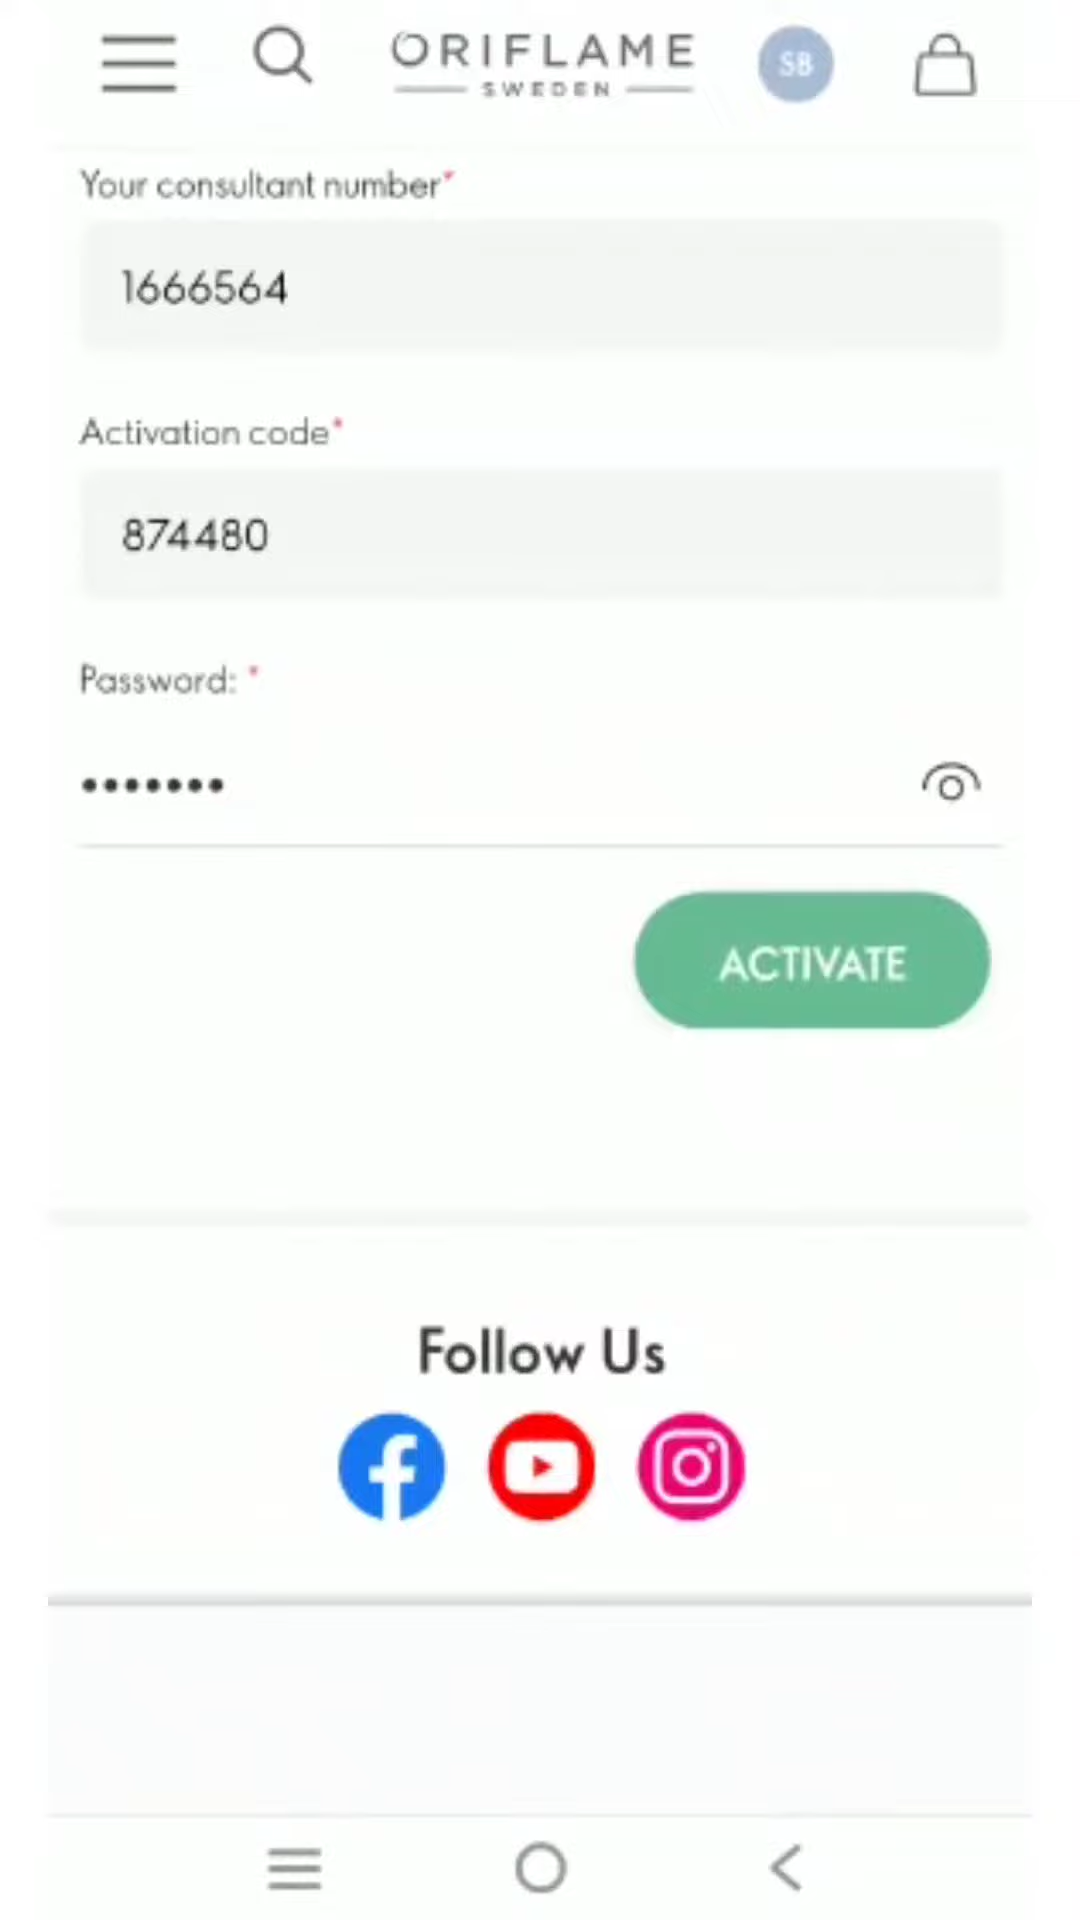 ORIFLAME
SWEDEN
SB
Your consultant number*
1666564
Activation code*
874480
Password: *
•••••••
ACTIVATE
Follow Us